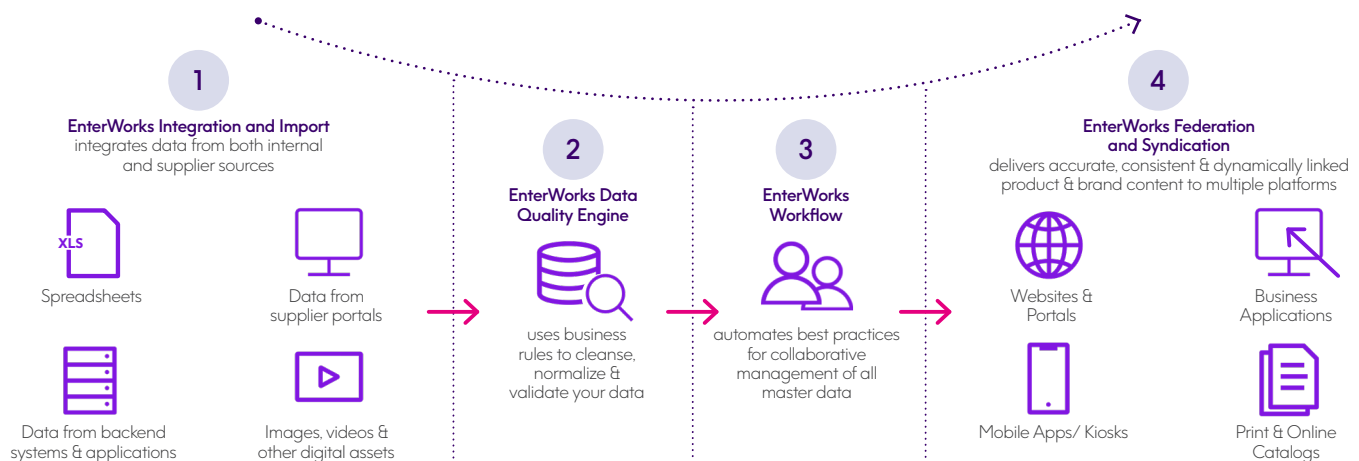 1
EnterWorks Integration and Import
integrates data from both internal
and supplier sources
XLS
Spreadsheets
Data from
supplier portals
Data from backend
systems & applications
Images, videos &
other digital assets
2
EnterWorks Data
Quality Engine
uses business
rules to cleanse,
normalize &
validate your data
3
EnterWorks
Workflow
automates best practices
for collaborative
management of all
master data
4
EnterWorks Federation
and Syndication
delivers accurate, consistent & dynamically linked
product & brand content to multiple platforms
Websites &
Portals
Business
Applications
Mobile Apps/ Kiosks
Print & Online
Catalogs